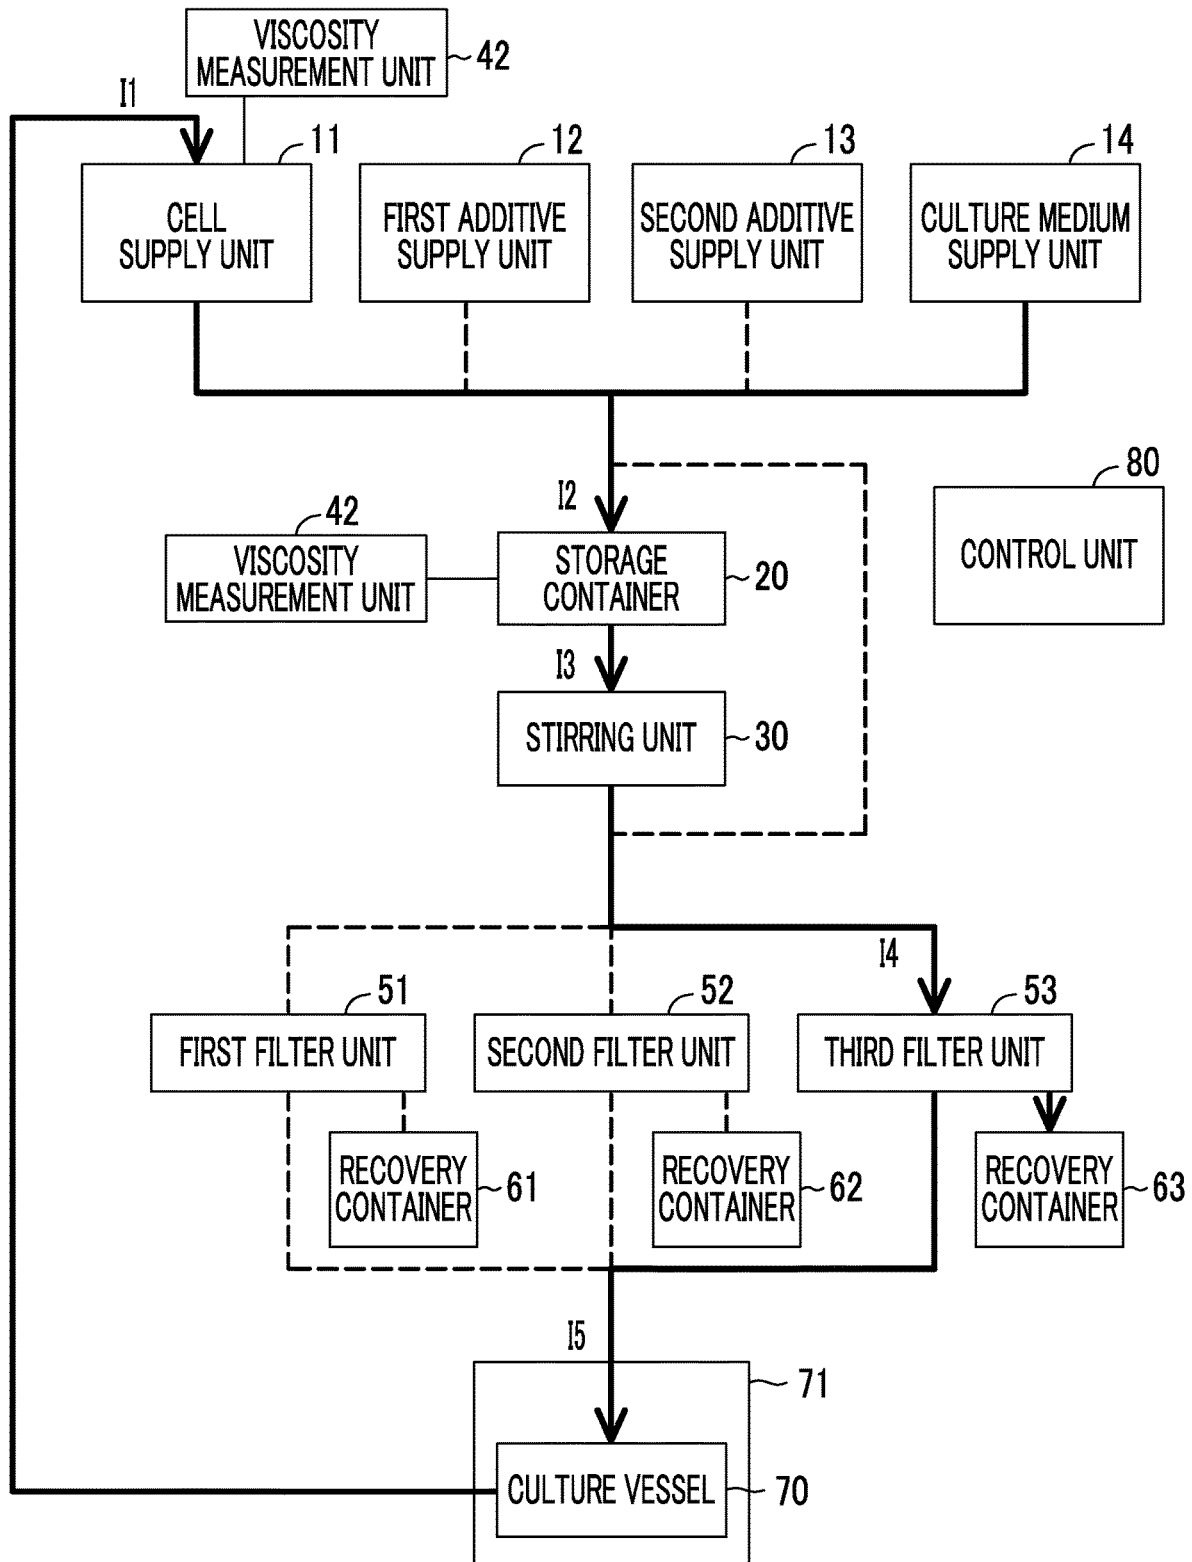 VISCOSITY
MEASUREMENT UNIT
42
I1
11
12
13
14
CELL
SUPPLY UNIT
FIRST ADDITIVE
SUPPLY UNIT
SECOND ADDITIVE
SUPPLY UNIT
CULTURE MEDIUM
SUPPLY UNIT
80
CONTROL UNIT
I2
42
VISCOSITY
MEASUREMENT UNIT
STORAGE
CONTAINER
20
I3
STIRRING UNIT
30
I4
51
52
53
FIRST FILTER UNIT
SECOND FILTER UNIT
THIRD FILTER UNIT
RECOVERY
CONTAINER
61
RECOVERY
CONTAINER
62
RECOVERY
CONTAINER
63
I5
71
CULTURE VESSEL
70